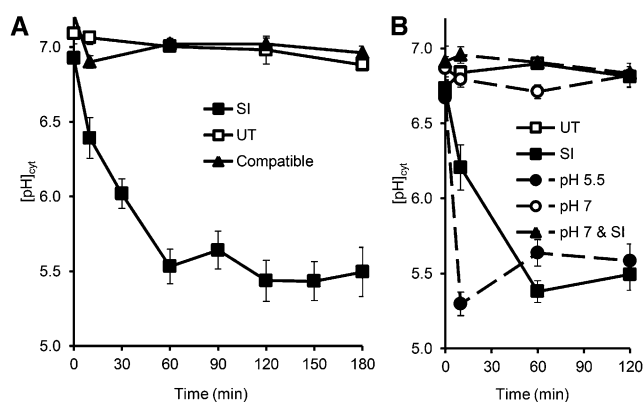 A
7.0
6.5
6.0
5.5
5.0
[pH]cyt
SI
UT
Compatible
0 30 60 90 120 150 180
Time (min)
B
7.0
6.5
6.0
5.5
5.0
[pH]cyt
UT
SI
pH 5.5
pH 7
pH 7 & SI
0 30 60 90 120
Time (min)